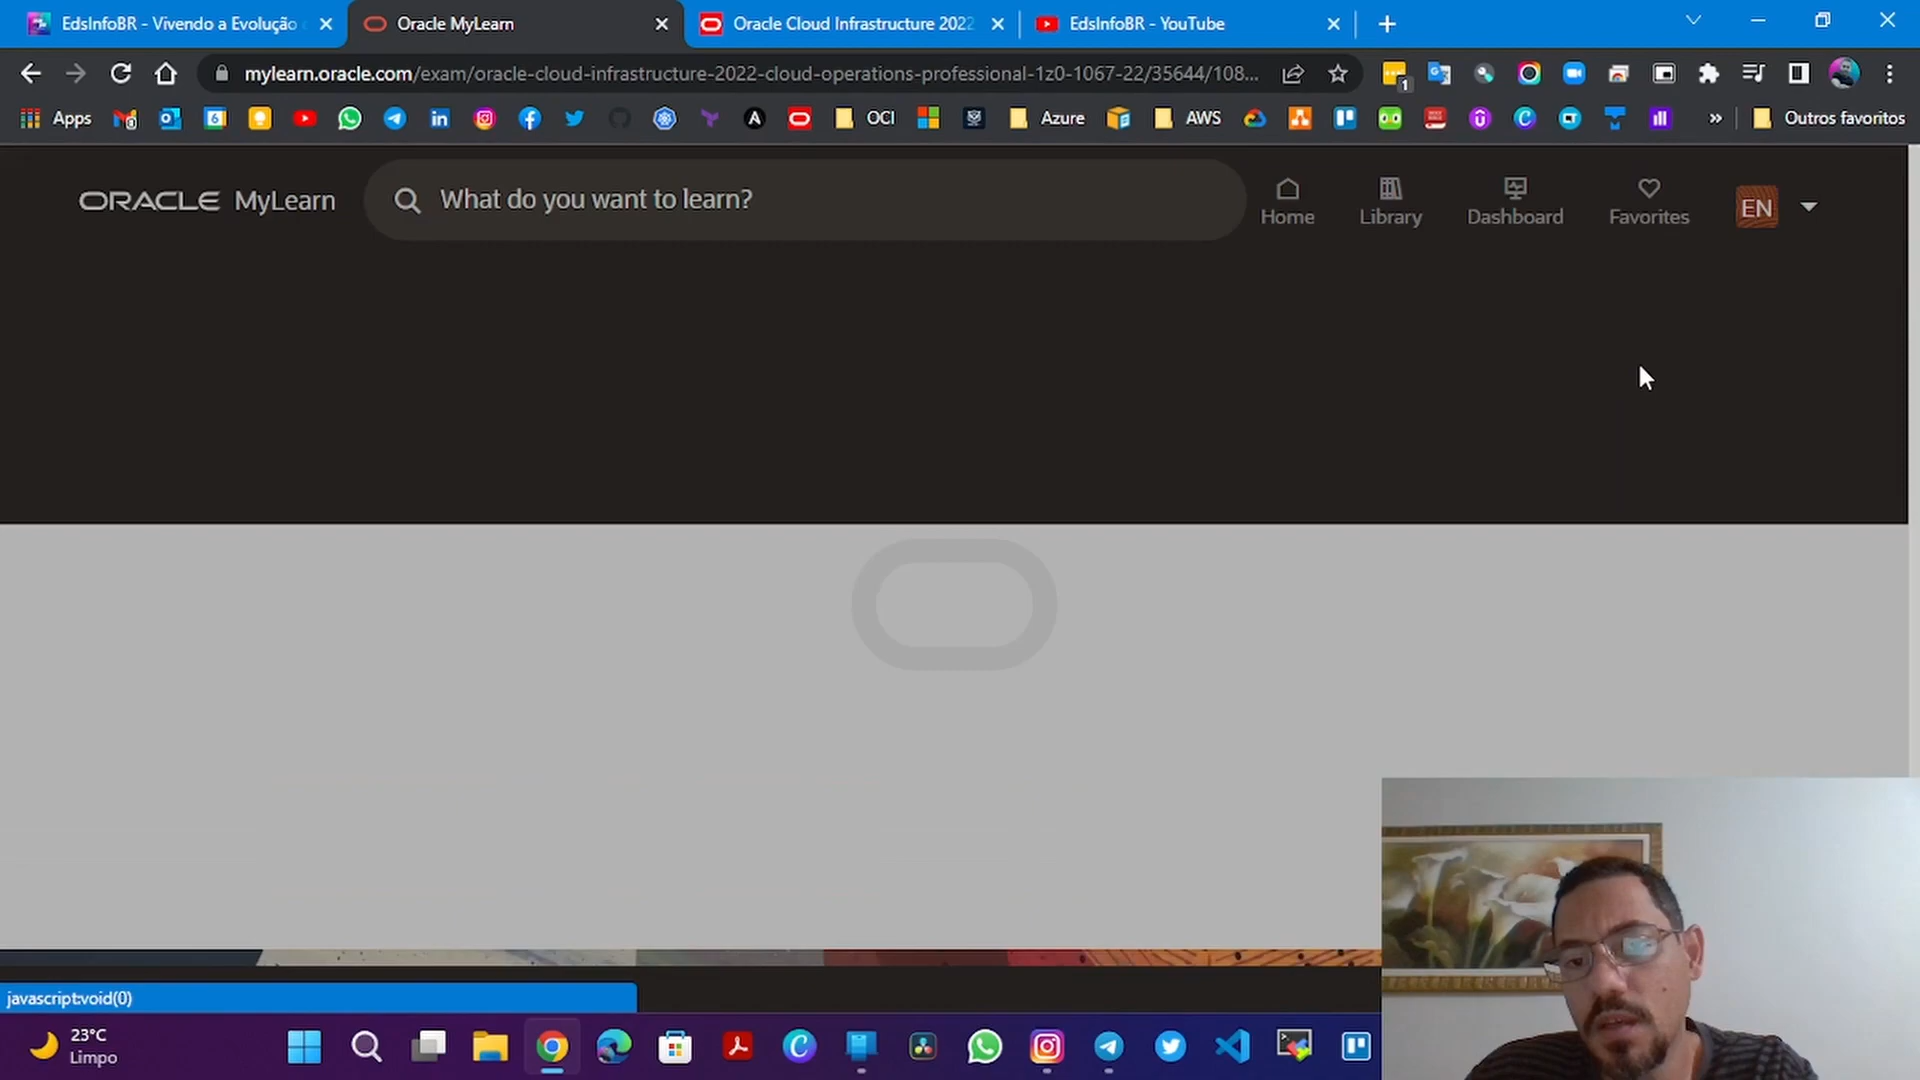 EdsInfoBR - Vivendo a Evolução
Oracle MyLearn
Oracle Cloud Infrastructure 2022
EdsInfoBR - YouTube
mylearn.oracle.com/exam/oracle-cloud-infrastructure-2022-cloud-operations-professional-1z0-1067-22/35644/108...
1
Apps
OCI
Azure
AWS
»
Outros favoritos
ORACLE MyLearn
What do you want to learn?
Home
Library
Dashboard
Favorites
EN
javascript:void(0)
23°C
Limpo